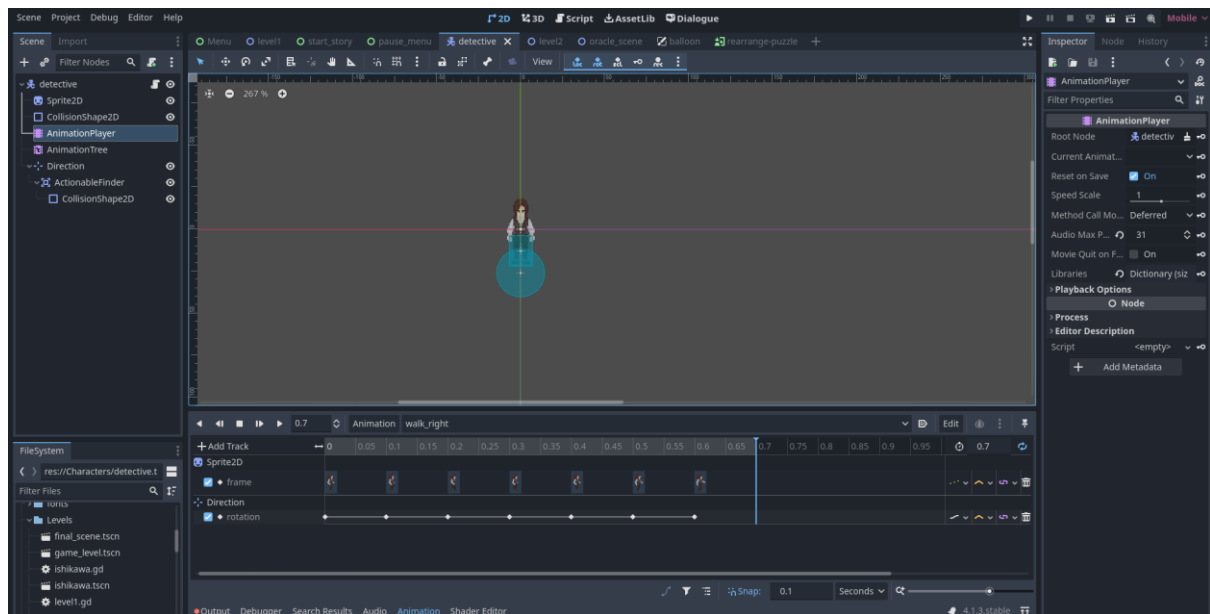 Scene Project Debug Editor Help
2D 3D Script AssetLib Dialogue
Mobile
Scene Import
Menu level1 start_story pause_menu detective level2 oracle_scene balloon rearrange-puzzle
Inspector Node History
Filter Nodes
View
267 %
detective
Sprite2D
CollisionShape2D
AnimationPlayer
AnimationTree
Direction
ActionableFinder
CollisionShape2D
AnimationPlayer
Filter Properties
AnimationPlayer
Root Node detectiv
Current Animat...
Reset on Save On
Speed Scale 1
Method Call Mo... Deferred
Audio Max P... 31
Movie Quit on F... On
Libraries Dictionary (siz
Playback Options
Node
Process
Editor Description
Script <empty>
Add Metadata
0.7 Animation walk_right Edit
Add Track 0 0.05 0.1 0.15 0.2 0.25 0.3 0.35 0.35 0.4 0.45 0.5 0.55 0.6 0.65 0.7 0.75 0.8 0.85 0.9 0.95 0.7
Sprite2D
frame
Direction
rotation
FileSystem
res://Characters/detective.t
Filter Files
fonts
Levels
final_scene.tscn
game_level.tscn
ishikawa.gd
ishikawa.tscn
level1.gd
Snap: 0.1 Seconds
Output Debugger Search Results Audio Animation Shader Editor
4.1.3.stable